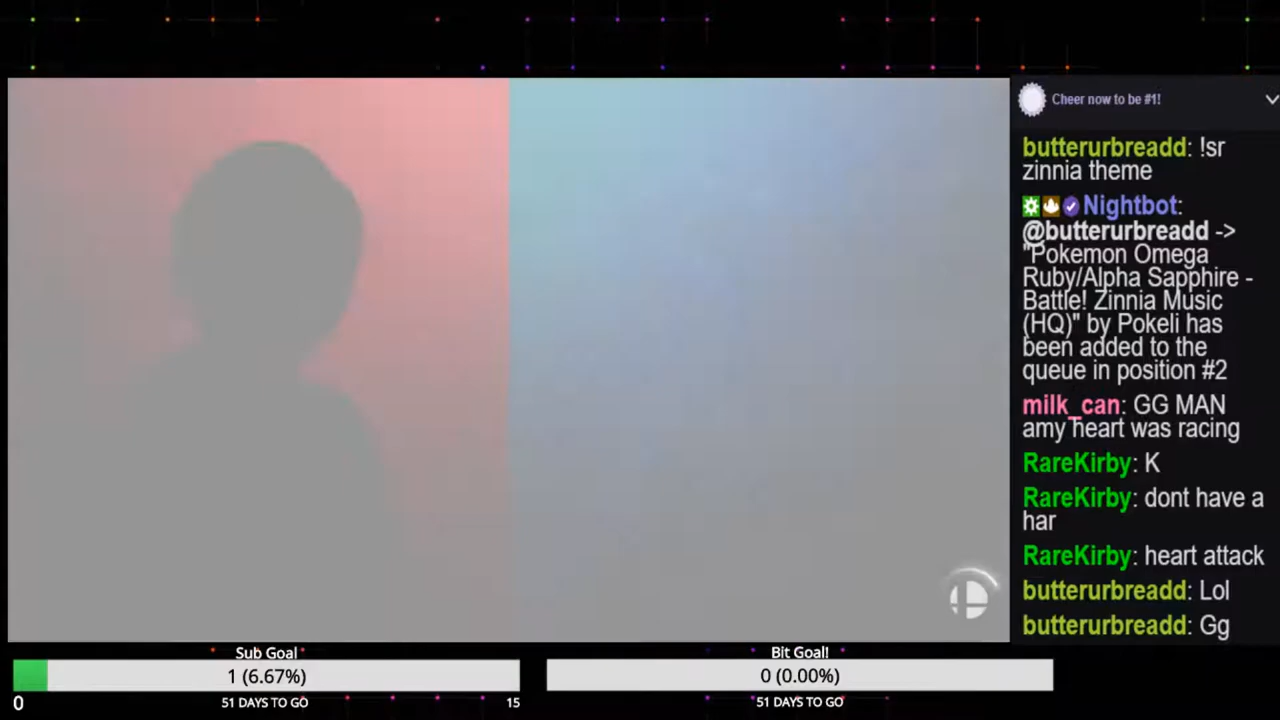 Cheer now to be #1!
butterurbreadd: !sr
zinnia theme
Nightbot:
@butterurbreadd ->
"Pokemon Omega
Ruby/Alpha Sapphire -
Battle! Zinnia Music
(HQ)" by Pokeli has
been added to the
queue in position #2
milk_can: GG MAN
amy heart was racing
RareKirby: K
RareKirby: dont have a
har
RareKirby: heart attack
butterurbreadd: Lol
butterurbreadd: Gg
Sub Goal
1 (6.67%)
0
51 DAYS TO GO
15
Bit Goal!
0 (0.00%)
51 DAYS TO GO